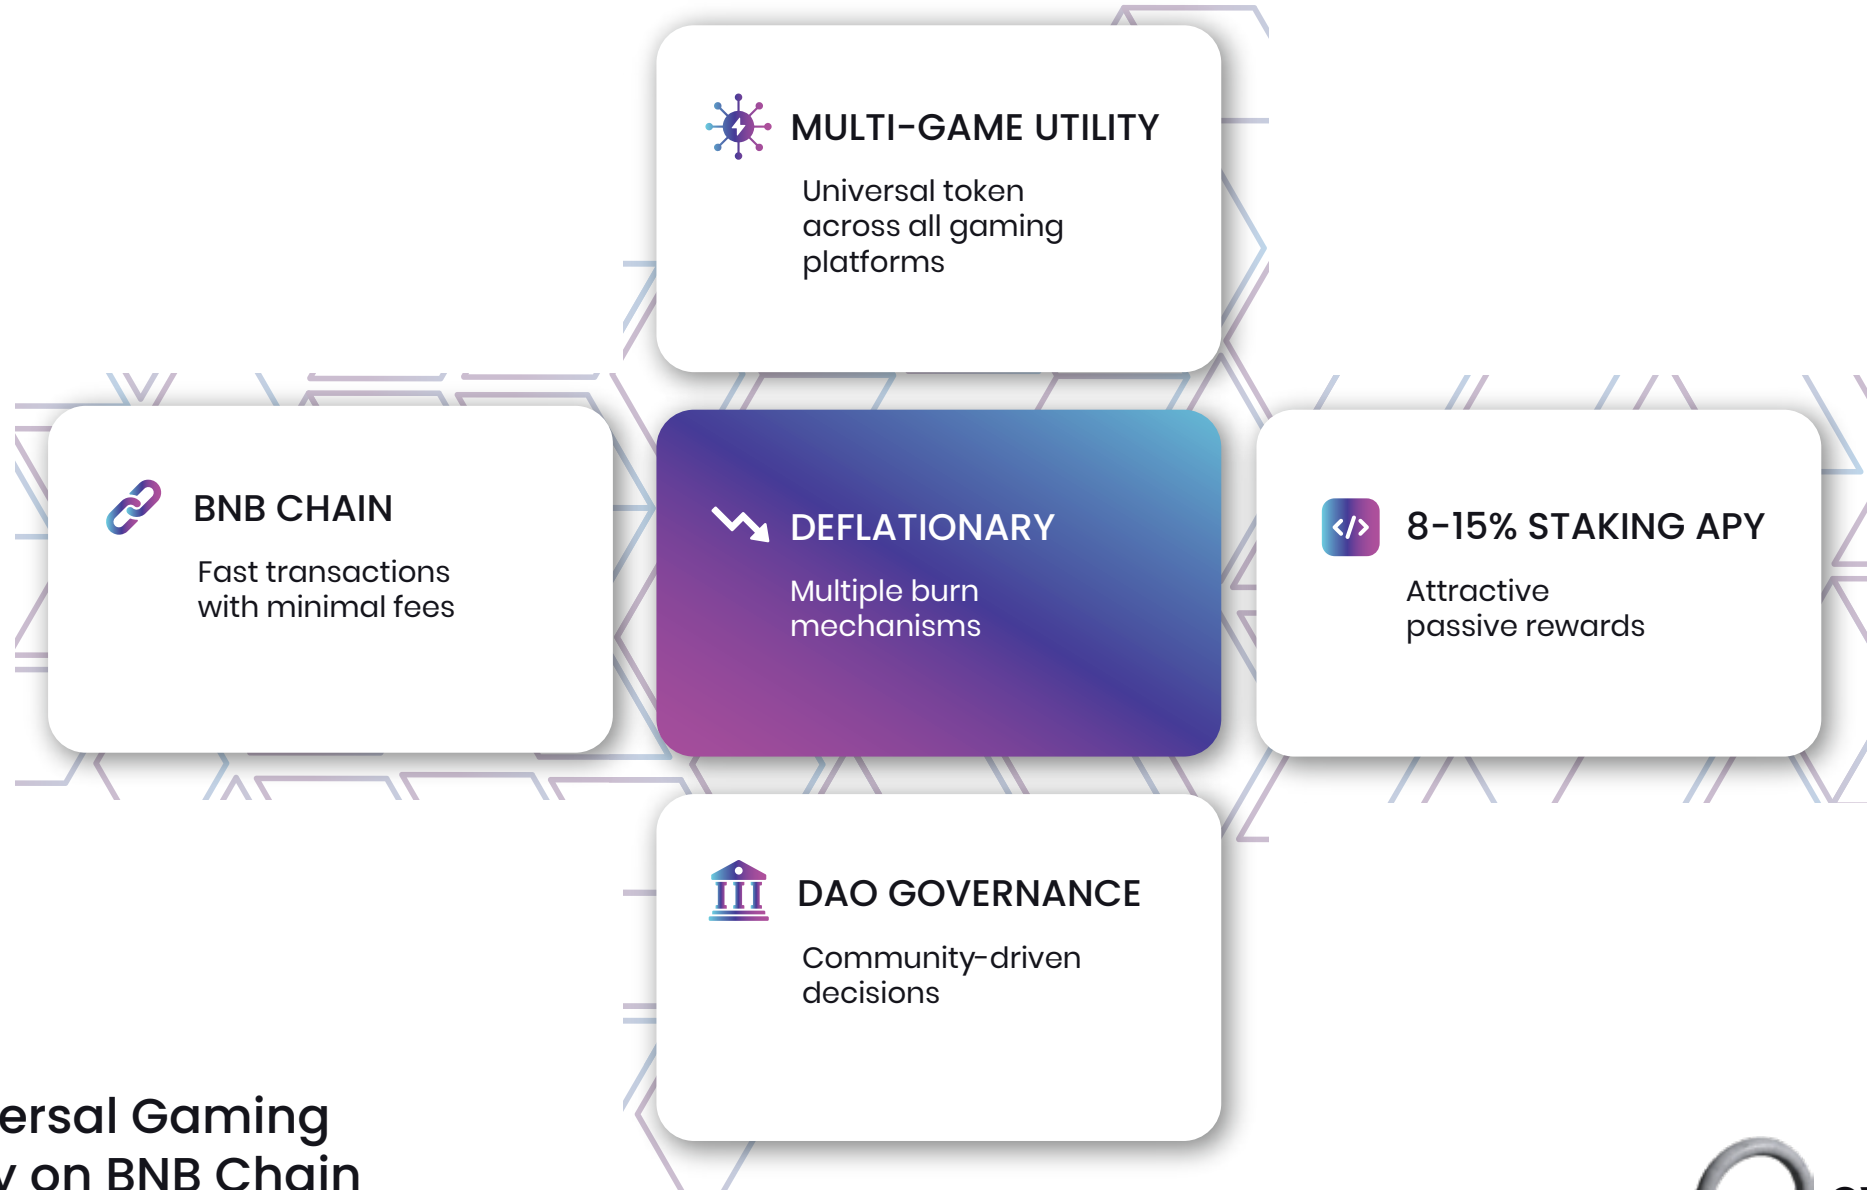 MULTI-GAME UTILITY
Universal token
across all gaming
platforms
BNB CHAIN
Fast transactions
with minimal fees
DEFLATIONARY
Multiple burn
mechanisms
</>
8-15% STAKING APY
Attractive
passive rewards
DAO GOVERNANCE
Community-driven
decisions
ersal Gaming
y on BNB Chain